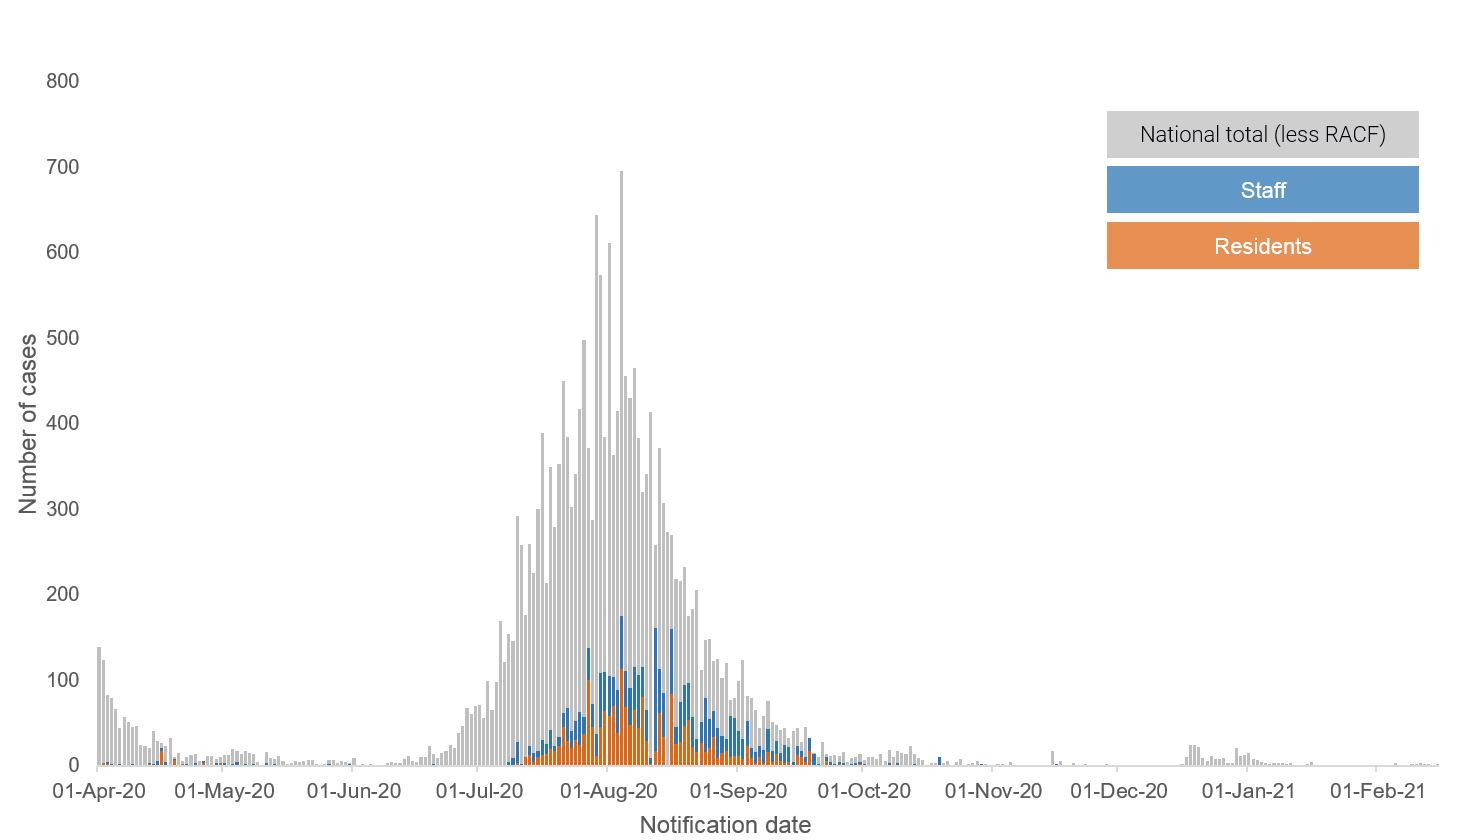 800
700
600
500
400
300
200
100
0
Number of cases
National total (less RACF)
Staff
Residents
01-Apr-20 01-May-20 01-Jun-20 01-Jul-20 01-Aug-20 01-Sep-20 01-Oct-20 01-Nov-20 01-Dec-20 01-Jan-21 01-Feb-21
Notification date